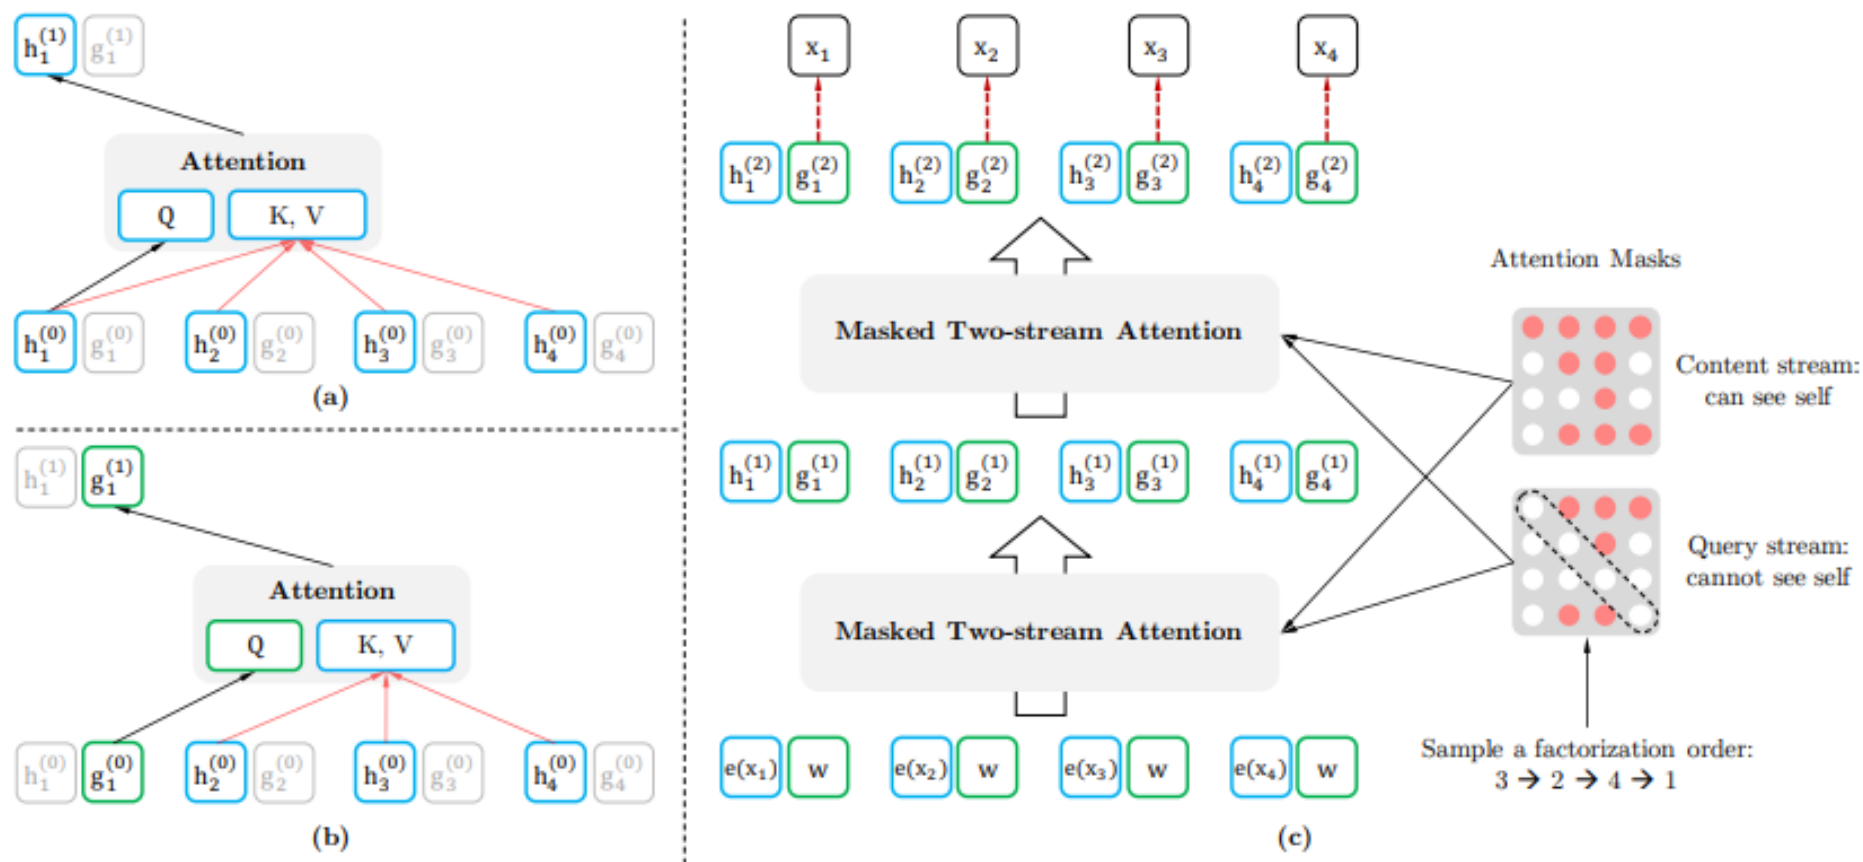 h₁⁽¹⁾ g₁⁽¹⁾
Attention
Q K, V
h₁⁽⁰⁾ g₁⁽⁰⁾ h₂⁽⁰⁾ g₂⁽⁰⁾ h₃⁽⁰⁾ g₃⁽⁰⁾ h₄⁽⁰⁾ g₄⁽⁰⁾
(a)
h₁⁽¹⁾ g₁⁽¹⁾
Attention
Q K, V
h₁⁽⁰⁾ g₁⁽⁰⁾ h₂⁽⁰⁾ g₂⁽⁰⁾ h₃⁽⁰⁾ g₃⁽⁰⁾ h₄⁽⁰⁾ g₄⁽⁰⁾
(b)
x₁ x₂ x₃ x₄
h₁⁽²⁾ g₁⁽²⁾ h₂⁽²⁾ g₂⁽²⁾ h₃⁽²⁾ g₃⁽²⁾ h₄⁽²⁾ g₄⁽²⁾
Masked Two-stream Attention
h₁⁽¹⁾ g₁⁽¹⁾ h₂⁽¹⁾ g₂⁽¹⁾ h₃⁽¹⁾ g₃⁽¹⁾ h₄⁽¹⁾ g₄⁽¹⁾
Masked Two-stream Attention
e(x₁) w e(x₂) w e(x₃) w e(x₄) w
(c)
Attention Masks
Content stream:
can see self
Query stream:
cannot see self
Sample a factorization order:
3 → 2 → 4 → 1